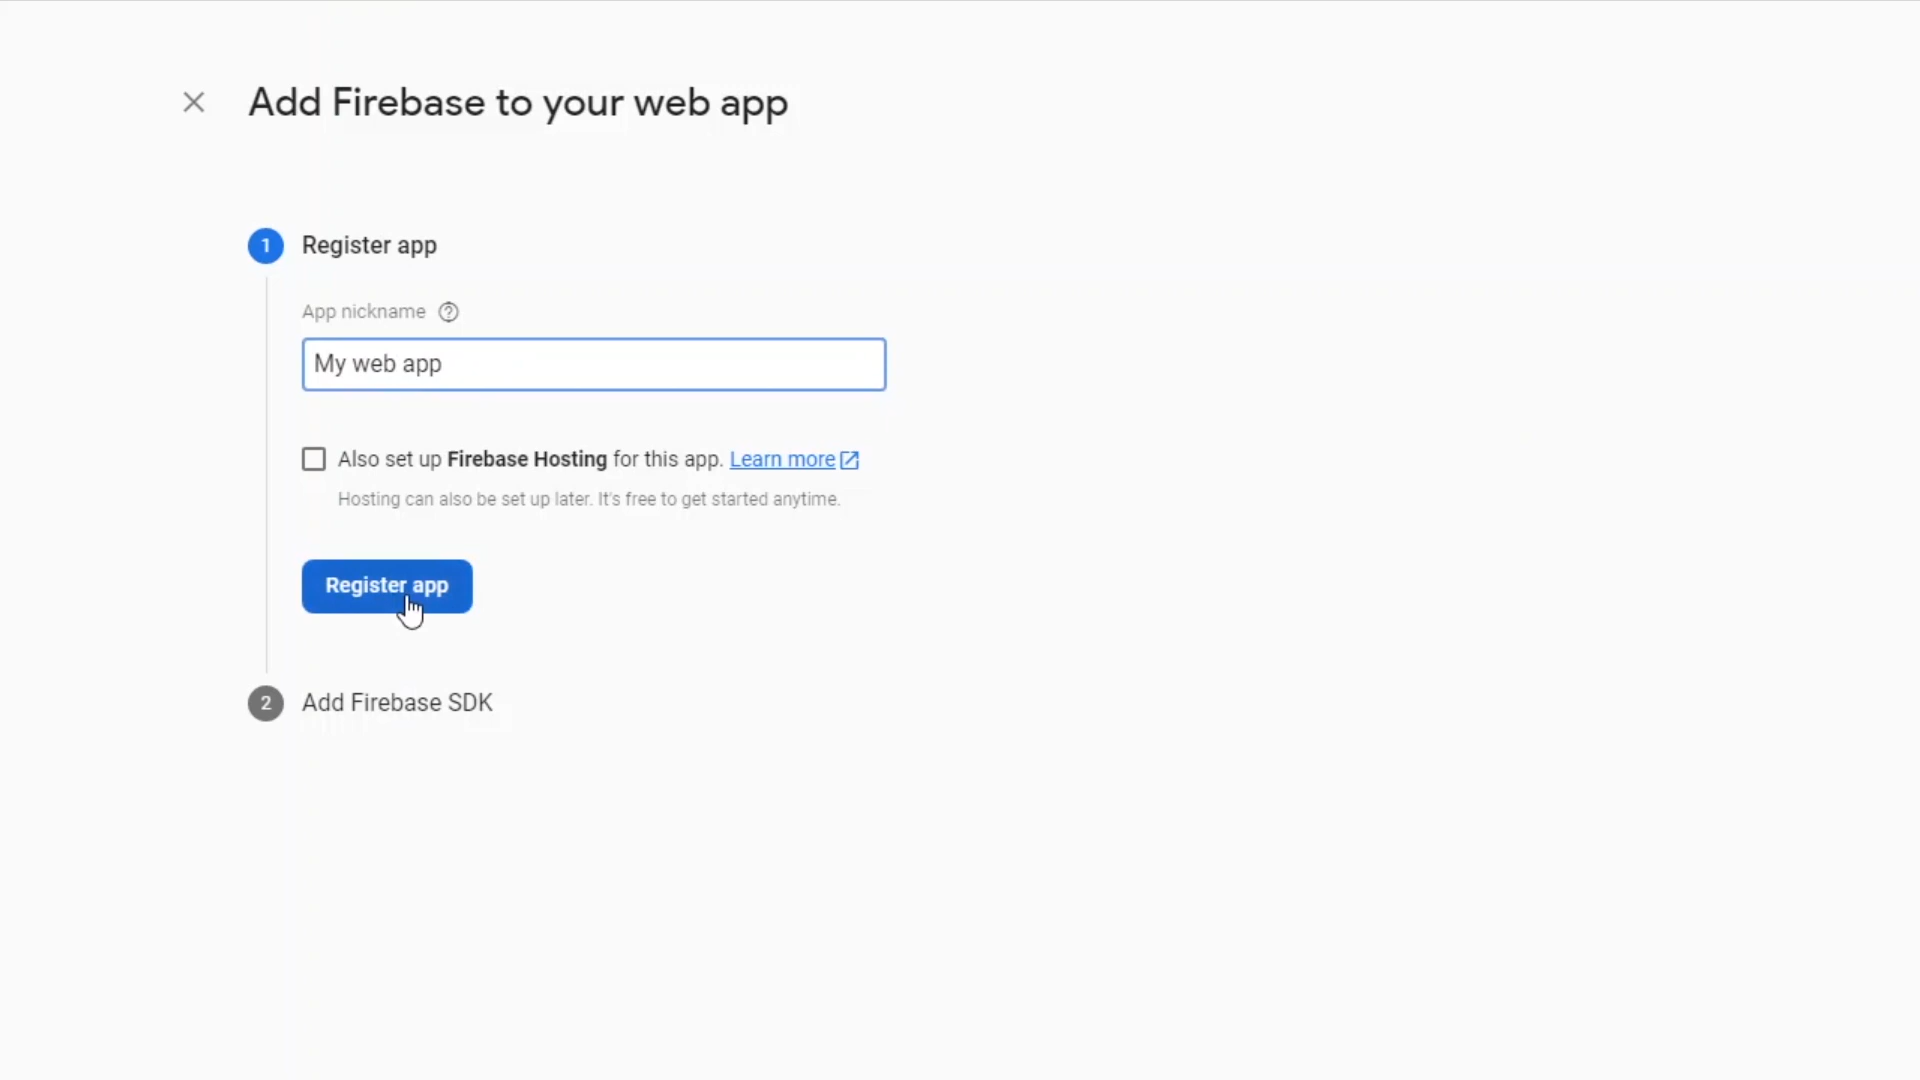 Add Firebase to your web app
1 Register app
App nickname
My web app
Also set up Firebase Hosting for this app. Learn more
Hosting can also be set up later. It's free to get started anytime.
Register app
2 Add Firebase SDK